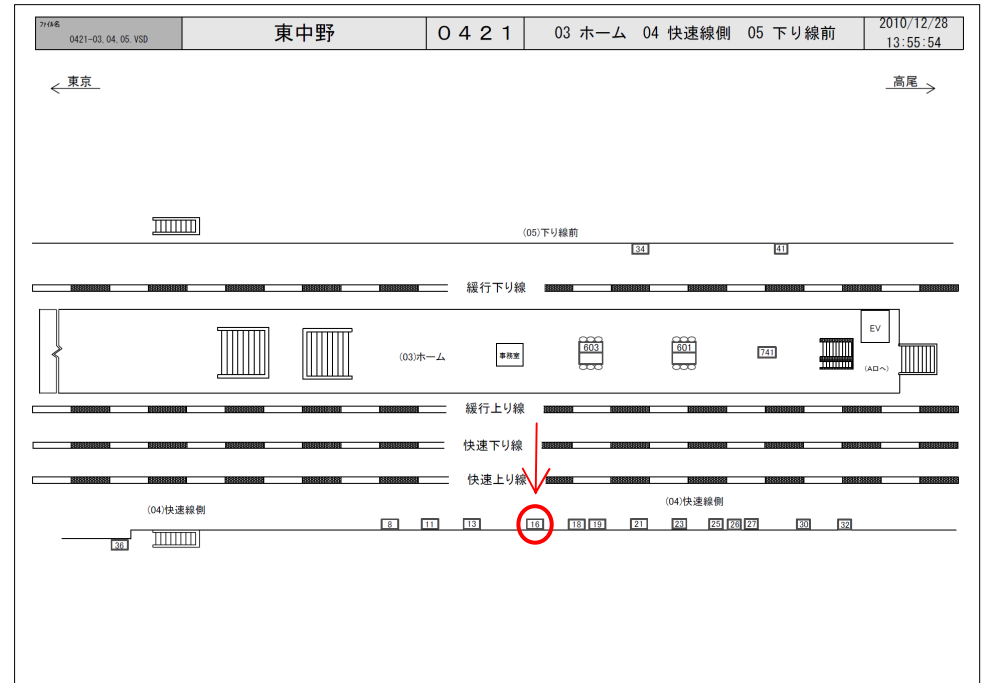 ファイル名
0421-03.04.05.VSD
東中野
0421
03 ホーム 04 快速線側 05 下り線前
2010/12/28
13:55:54
東京
高尾
(05)下り線前
34
41
緩行下り線
EV
603
601
741
(03)ホーム
事務室
(A口へ)
緩行上り線
快速下り線
快速上り線
(04)快速線側
(04)快速線側
8
11
13
16
18
19
21
23
25
26
27
30
32
36